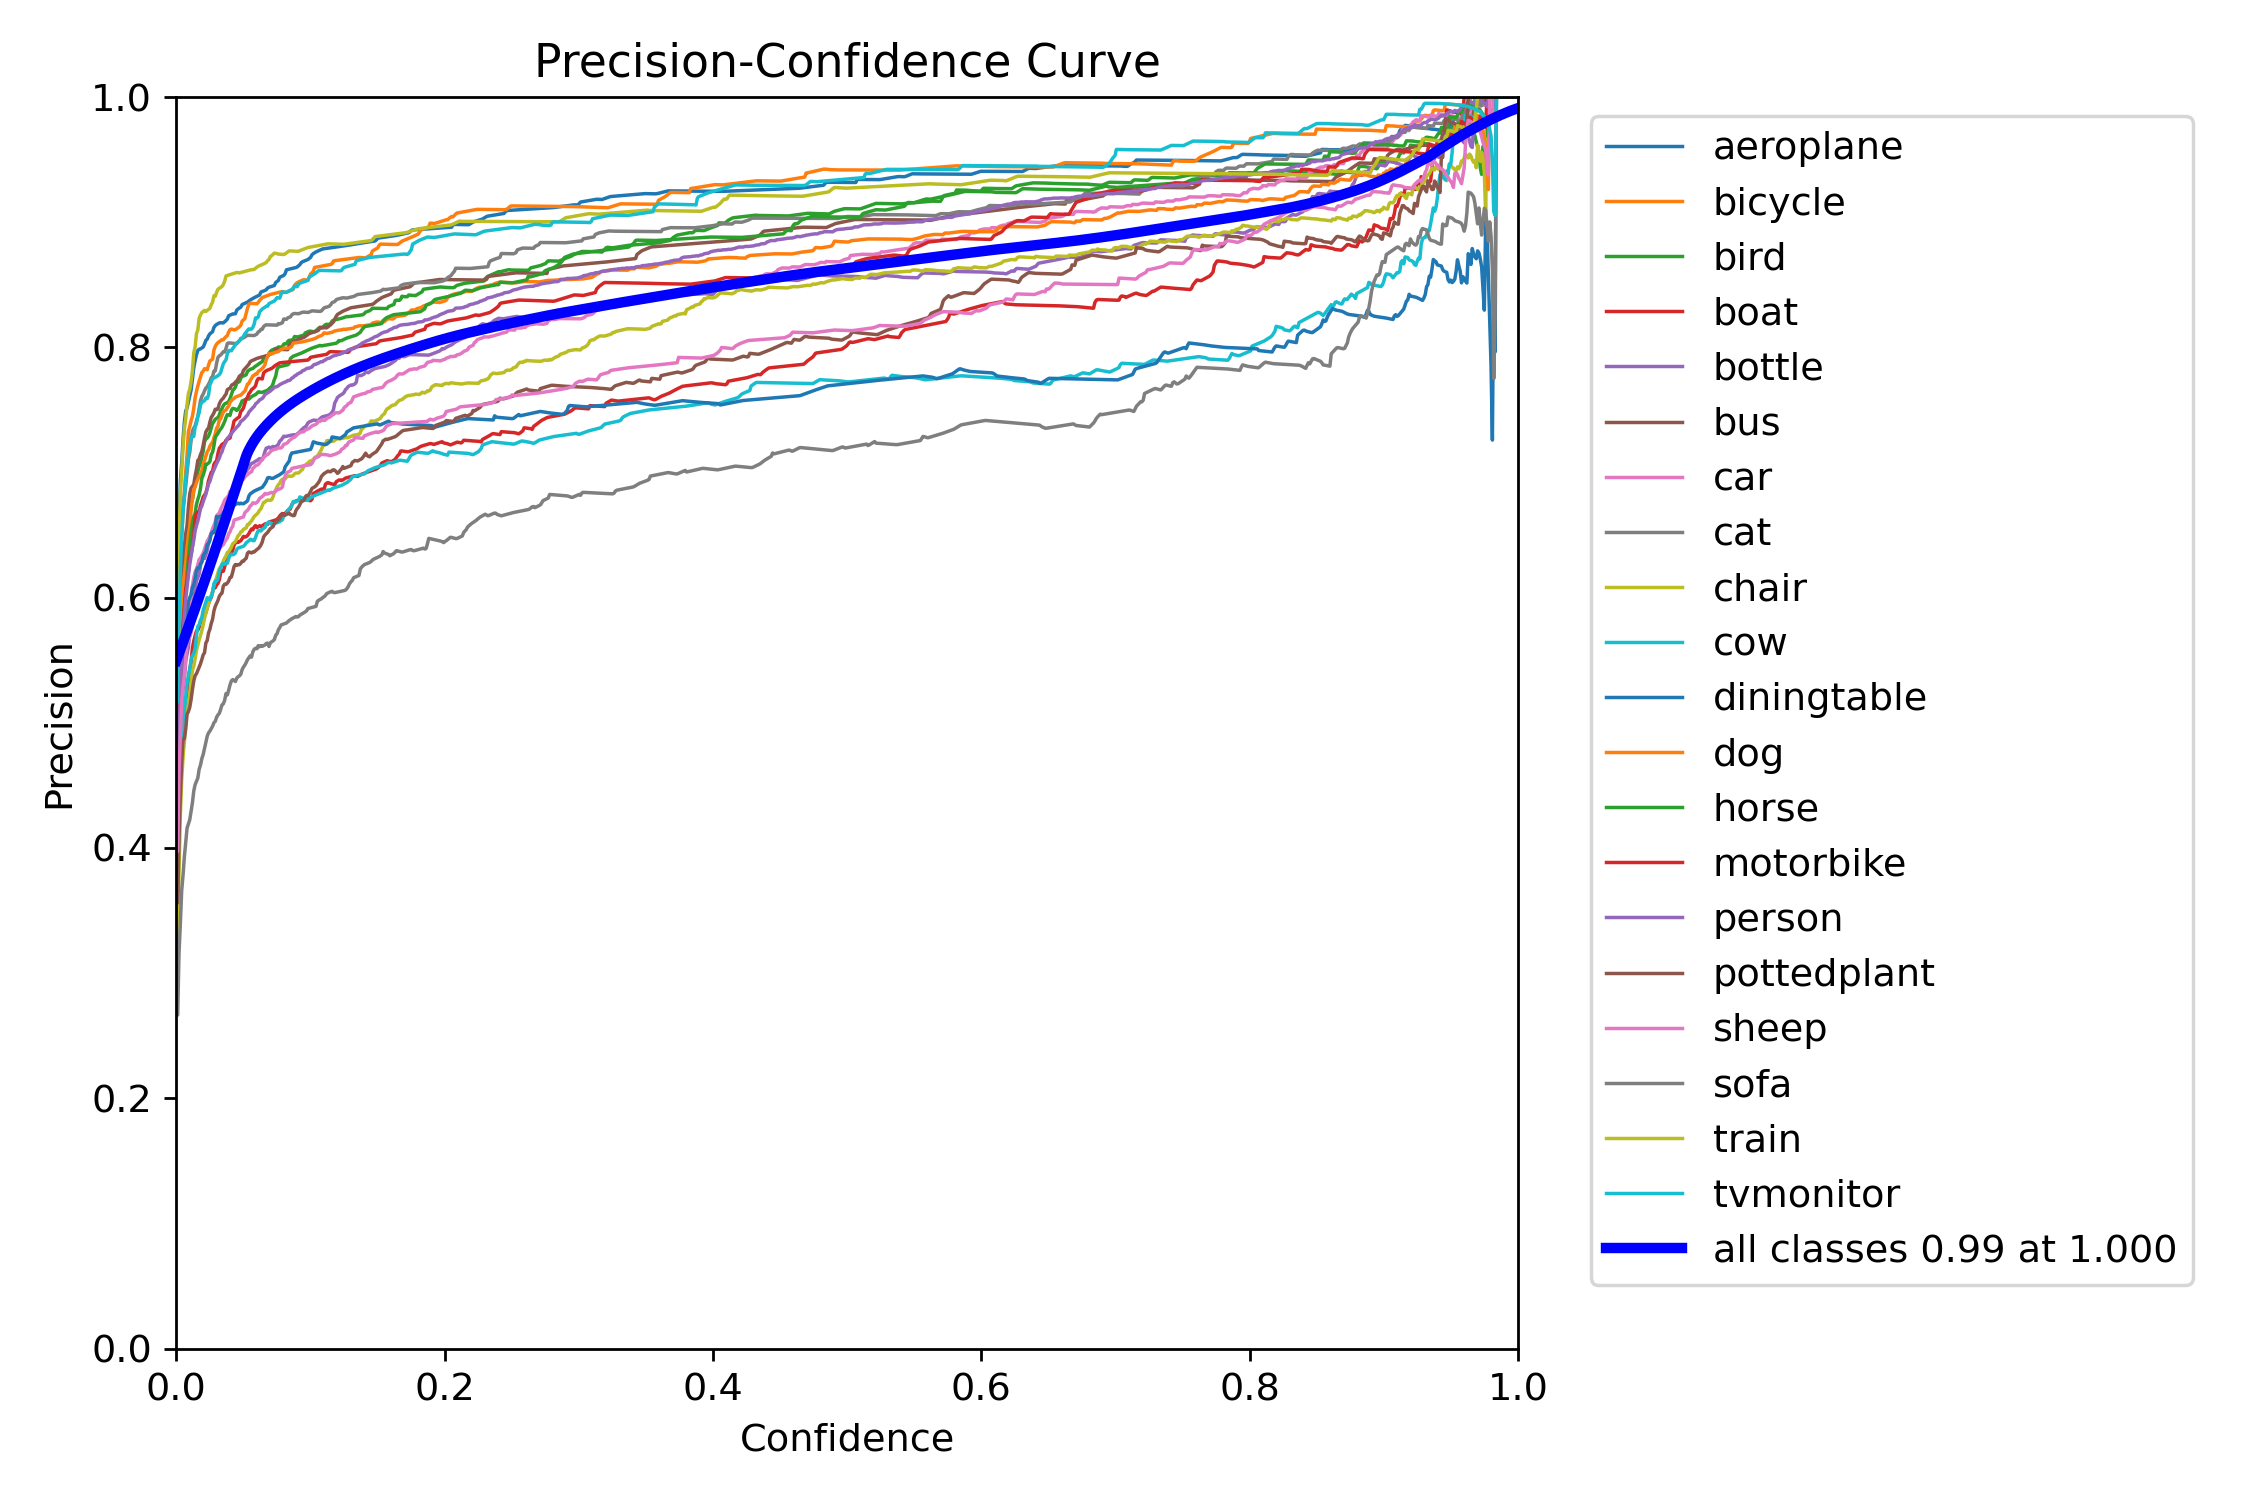 Precision-Confidence Curve
1.0
0.8
0.6
0.4
0.2
0.0
Precision
0.0 0.2 0.4 0.6 0.8 1.0
Confidence
aeroplane
bicycle
bird
boat
bottle
bus
car
cat
chair
cow
diningtable
dog
horse
motorbike
person
pottedplant
sheep
sofa
train
tvmonitor
all classes 0.99 at 1.000